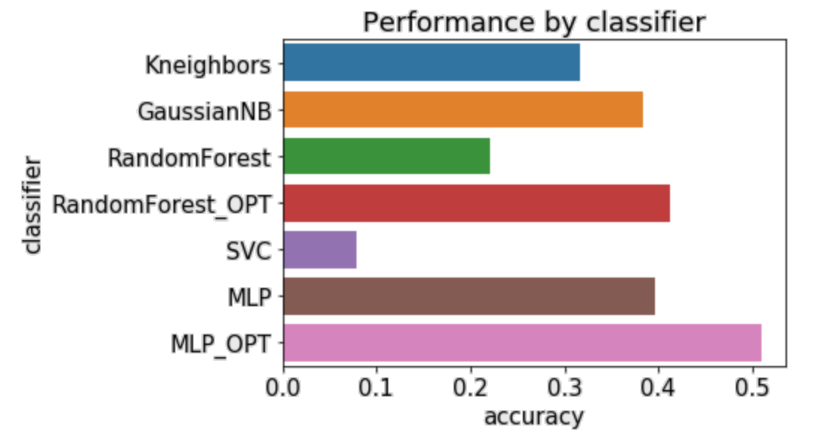 Performance by classifier
Kneighbors
GaussianNB
RandomForest
RandomForest_OPT
SVC
MLP
MLP_OPT
classifier
0.0 0.1 0.2 0.3 0.4 0.5
accuracy